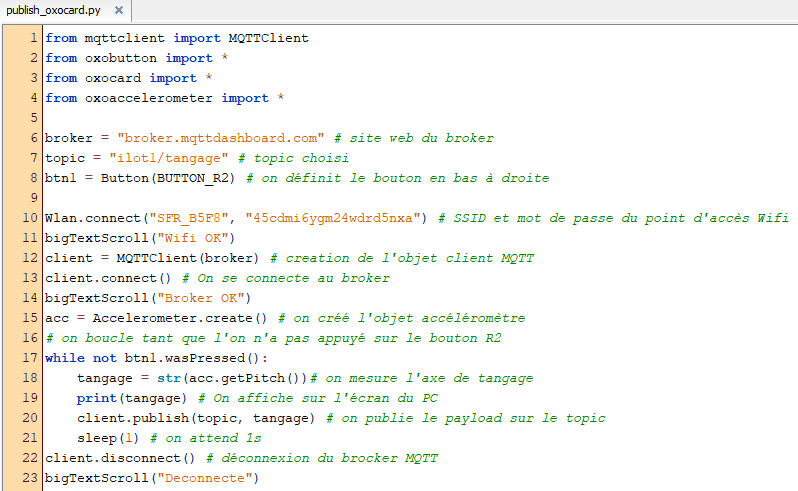 publish_oxocard.py
1 from mqttclient import MQTTClient
2 from oxobutton import *
3 from oxocard import *
4 from oxoaccelerometer import *
5
6 broker = "broker.mqttdashboard.com" # site web du broker
7 topic = "ilot1/tangage" # topic choisi
8 btn1 = Button(BUTTON_R2) # on définit le bouton en bas à droite
9
10 Wlan.connect("SFR_B5F8", "45cdmi6ygm24wdrd5nxa") # SSID et mot de passe du point d'accès Wifi
11 bigTextScroll("Wifi OK")
12 client = MQTTClient(broker) # creation de l'objet client MQTT
13 client.connect() # On se connecte au broker
14 bigTextScroll("Broker OK")
15 acc = Accelerometer.create() # on créé l'objet accéléromètre
16 # on boucle tant que l'on n'a pas appuyé sur le bouton R2
17 while not btn1.wasPressed():
18     tangage = str(acc.getPitch())# on mesure l'axe de tangage
19     print(tangage) # On affiche sur l'écran du PC
20     client.publish(topic, tangage) # on publie le payload sur le topic
21     sleep(1) # on attend 1s
22 client.disconnect() # déconnexion du brocker MQTT
23 bigTextScroll("Deconnecte")